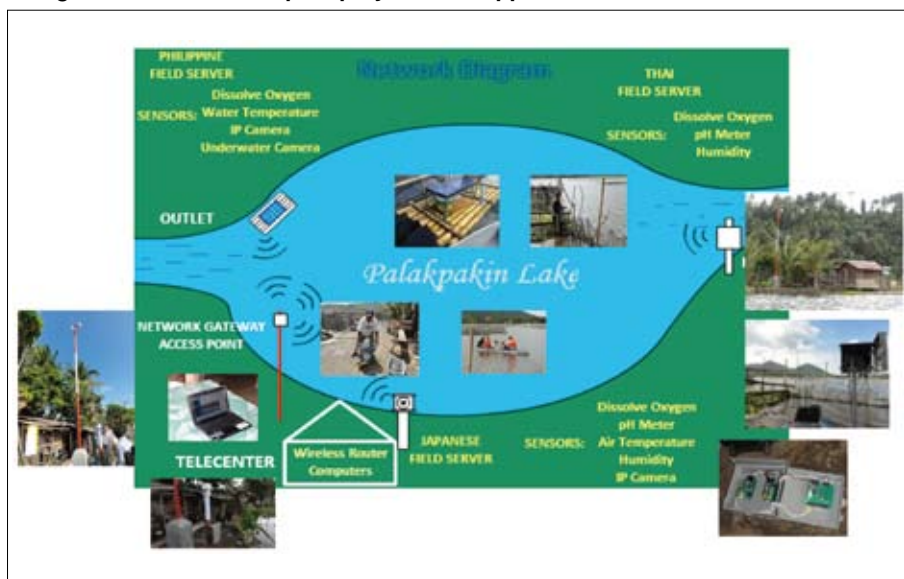 Network Diagram
PHILIPPINE
FIELD SERVER
SENSORS:
Dissolve Oxygen
Water Temperature
IP Camera
Underwater Camera
THAI
FIELD SERVER
SENSORS:
Dissolve Oxygen
pH Meter
Humidity
OUTLET
Palakpakin Lake
NETWORK GATEWAY
ACCESS POINT
TELECENTER
Wireless Router
Computers
JAPANESE
FIELD SERVER
SENSORS:
Dissolve Oxygen
pH Meter
Air Temperature
Humidity
IP Camera